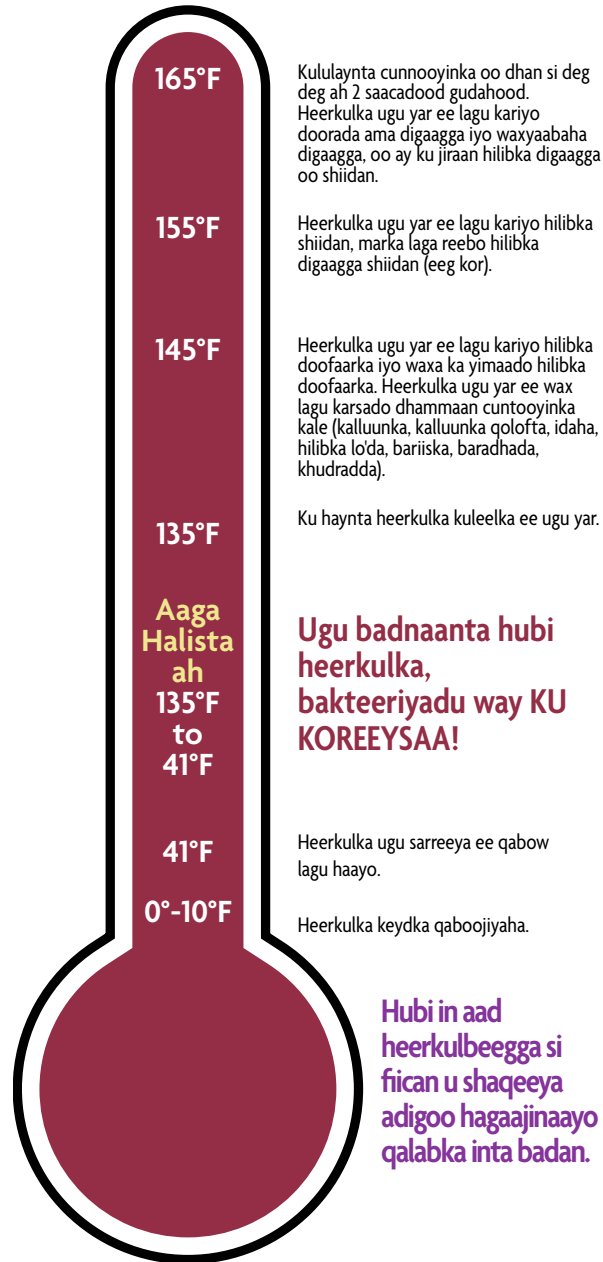 165°F
Kululaynta cunnooyinka oo dhan si deg
deg ah 2 saacadood gudahood.
Heerkulka ugu yar ee lagu kariyo
doorada ama digaagga iyo waxyaabaha
digaagga, oo ay ku jiraan hilibka digaagga
oo shiidan.
155°F
Heerkulka ugu yar ee lagu kariyo hilibka
shiidan, marka laga reebo hilibka
digaagga shiidan (eeg kor).
145°F
Heerkulka ugu yar ee lagu kariyo hilibka
doofaarka iyo waxa ka yimaado hilibka
doofaarka. Heerkulka ugu yar ee wax
lagu karsado dhammaan cuntooyinka
kale (kalluunka, kalluunka qolofta, idaha,
hilibka lo'da, bariiska, baradhada,
khudradda).
135°F
Ku haynta heerkulka kuleelka ee ugu yar.
Aaga
Halista
ah
135°F
to
41°F
Ugu badnaanta hubi
heerkulka,
bakteeriyadu way KU
KOREEYSAA!
41°F
Heerkulka ugu sarreeya ee qabow
lagu haayo.
0°-10°F
Heerkulka keydka qaboojiyaha.
Hubi in aad
heerkulbeegga si
fiican u shaqeeya
adigoo hagaajinaayo
qalabka inta badan.